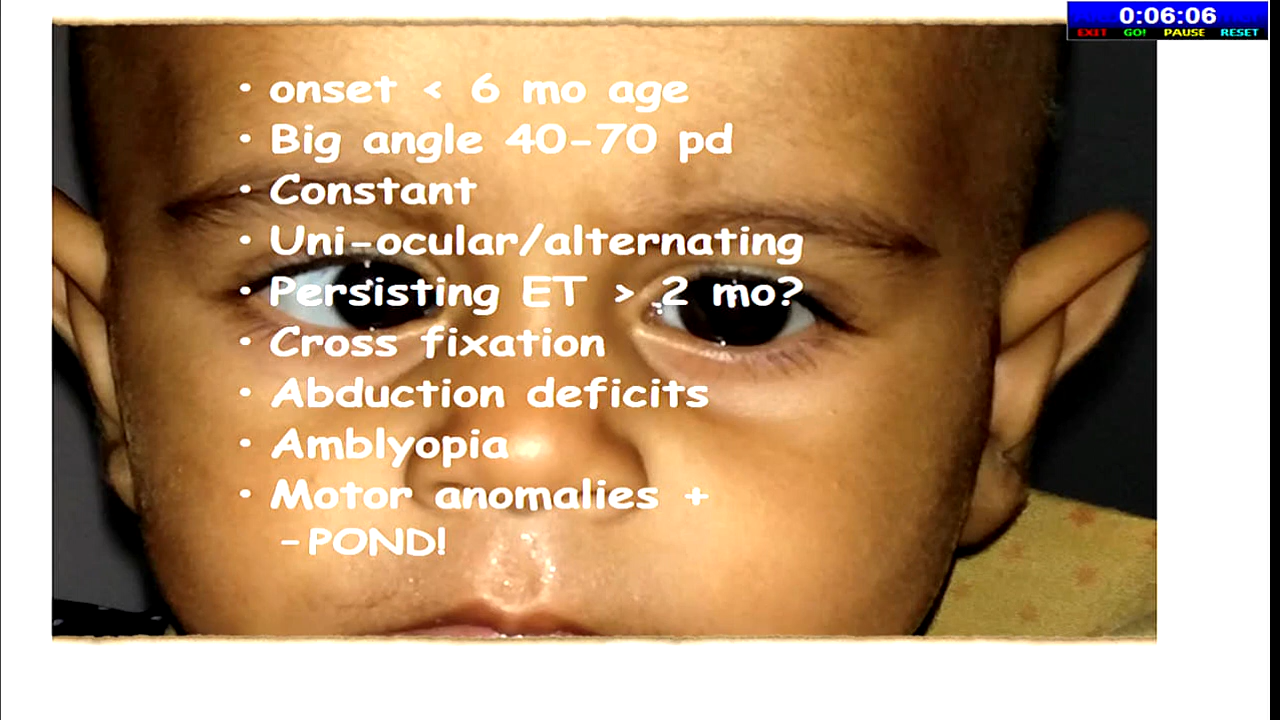 0:06:06
EXIT GO! PAUSE RESET
• onset < 6 mo age
• Big angle 40-70 pd
• Constant
• Uni-ocular/alternating
• Persisting ET > 2 mo?
• Cross fixation
• Abduction deficits
• Amblyopia
• Motor anomalies +
-POND!